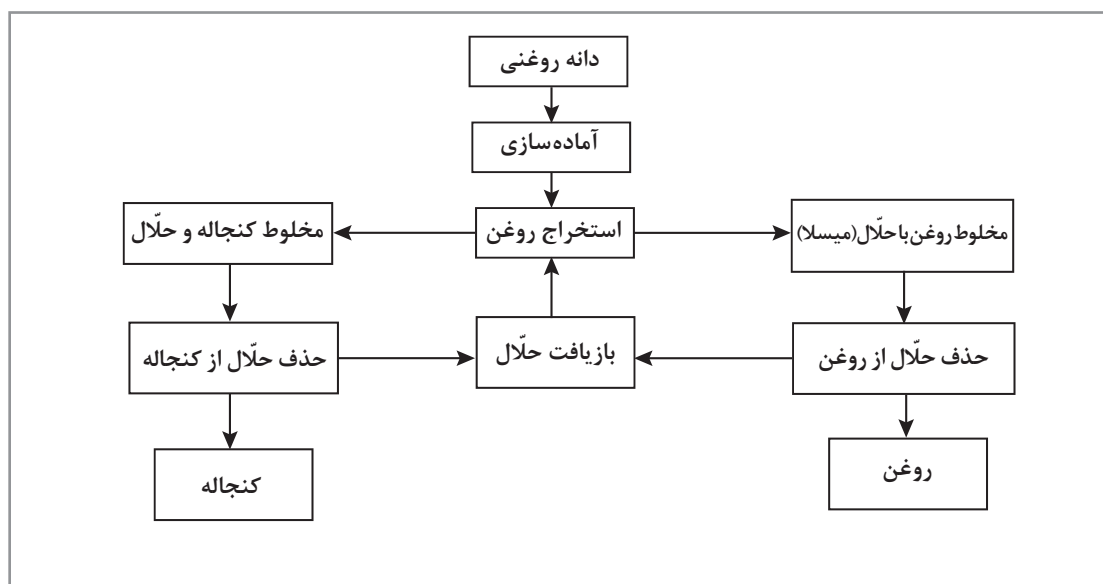 دانه روغنی
آماده‌سازی
استخراج روغن
مخلوط روغن با حلّال (میسلا)
مخلوط کنجاله و حلّال
حذف حلّال از روغن
بازیافت حلّال
حذف حلّال از کنجاله
روغن
کنجاله